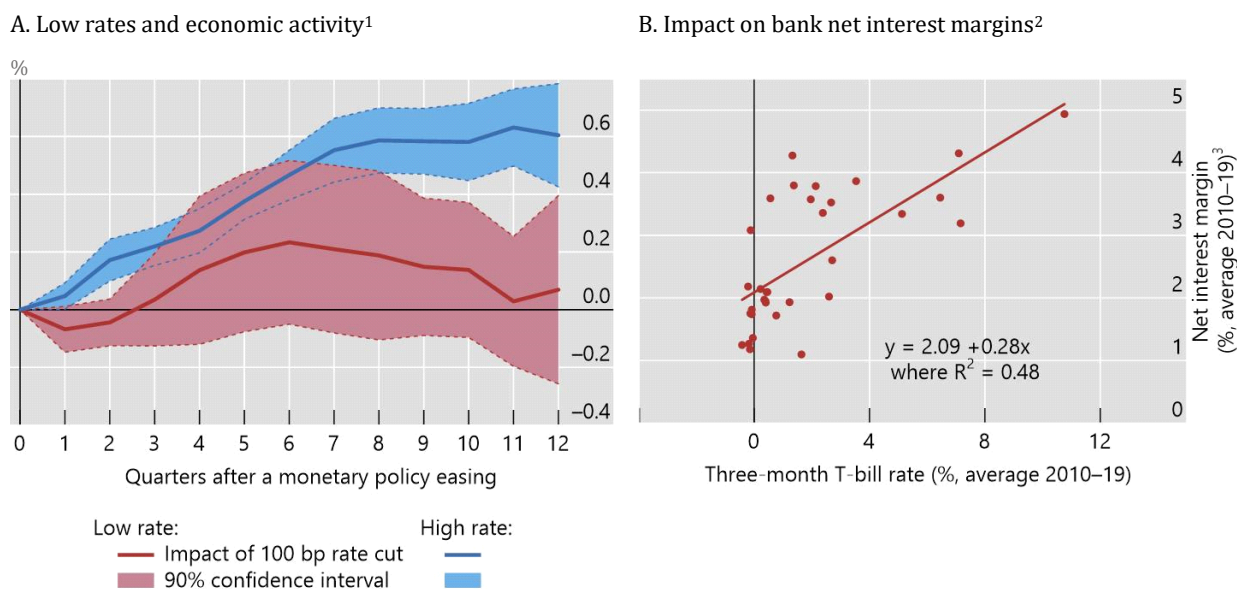 A. Low rates and economic activity¹
%
0.6
0.4
0.2
0.0
–0.2
–0.4
0 1 2 3 4 5 6 7 8 9 10 11 12
Quarters after a monetary policy easing
Low rate:
High rate:
Impact of 100 bp rate cut
90% confidence interval
B. Impact on bank net interest margins²
5
4
3
2
1
0
Net interest margin
(%, average 2010–19)³
y = 2.09 +0.28x
where R² = 0.48
0 4 8 12
Three-month T-bill rate (%, average 2010–19)